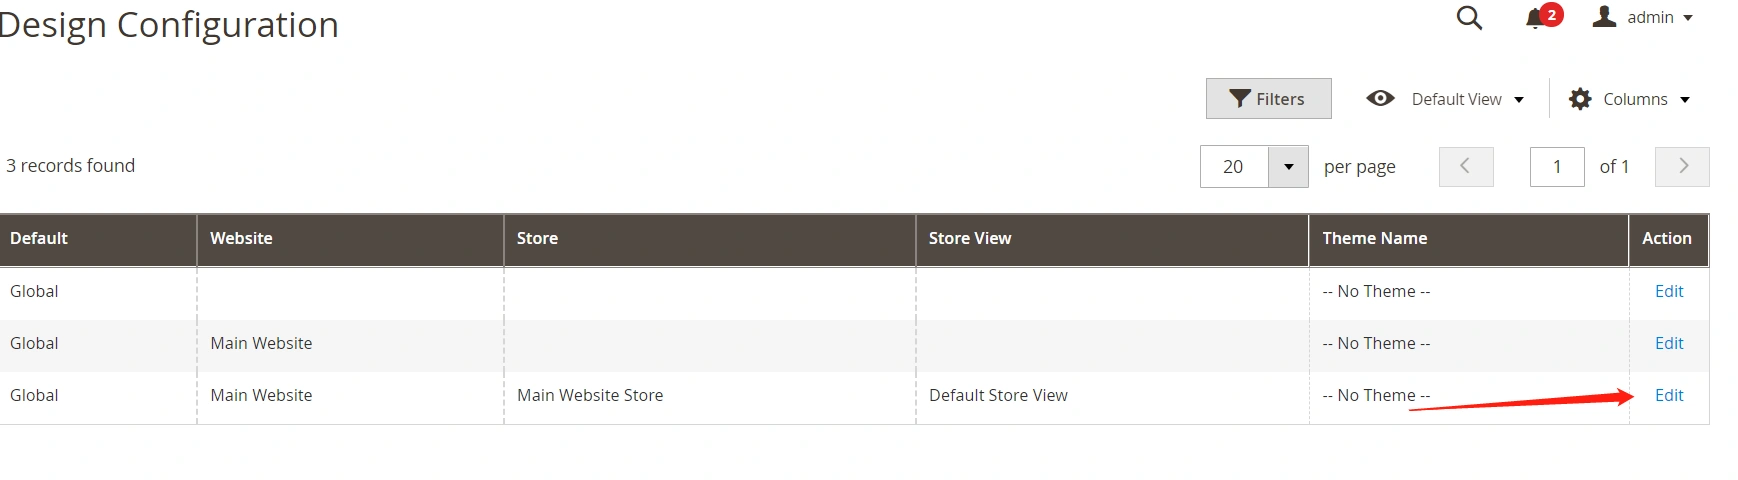 Design Configuration
2
admin
Filters
Default View
Columns
3 records found
20
per page
1
of 1
Default Website Store Store View Theme Name Action
Global -- No Theme -- Edit
Global Main Website -- No Theme -- Edit
Global Main Website Main Website Store Default Store View -- No Theme -- Edit